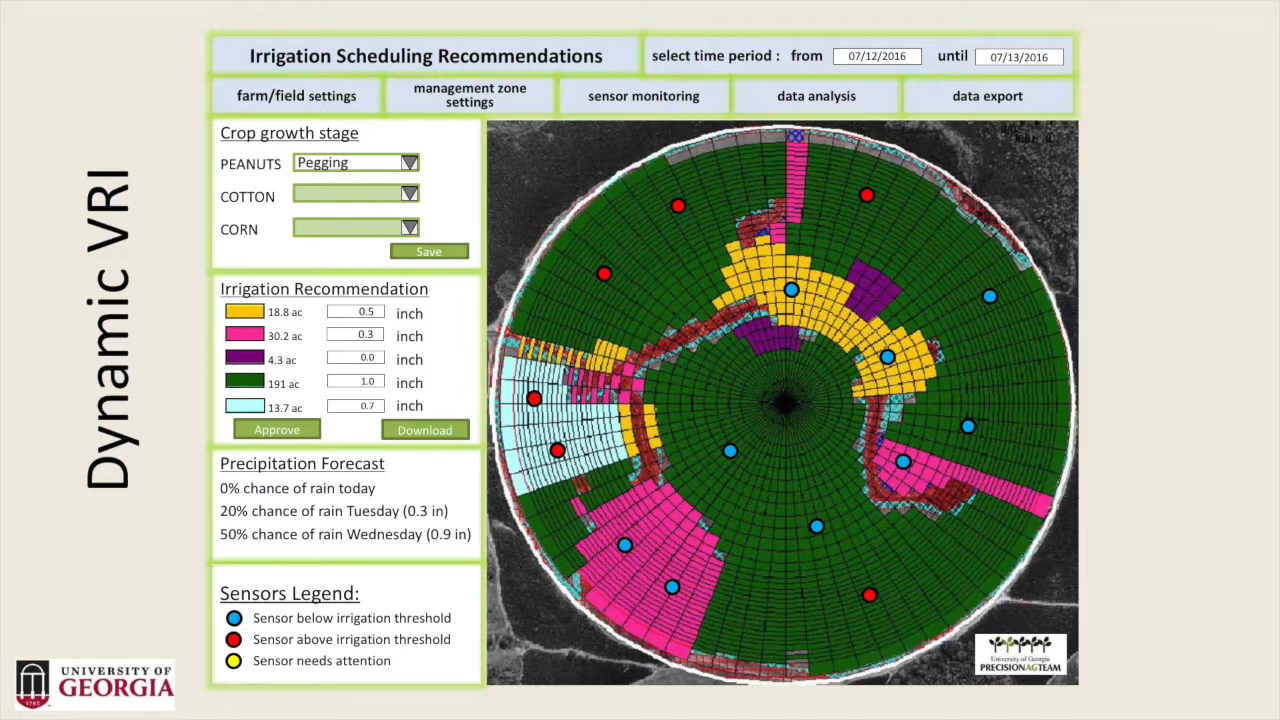 Dynamic VRI
Irrigation Scheduling Recommendations
select time period : from 07/12/2016 until 07/13/2016
farm/field settings
management zone
settings
sensor monitoring
data analysis
data export
Crop growth stage
PEANUTS Pegging
COTTON
CORN
Save
Irrigation Recommendation
18.8 ac 0.5 inch
30.2 ac 0.3 inch
4.3 ac 0.0 inch
191 ac 1.0 inch
13.7 ac 0.7 inch
Approve Download
Precipitation Forecast
0% chance of rain today
20% chance of rain Tuesday (0.3 in)
50% chance of rain Wednesday (0.9 in)
Sensors Legend:
Sensor below irrigation threshold
Sensor above irrigation threshold
Sensor needs attention
University of Georgia
PRECISIONAGTEAM
1785
UNIVERSITY OF
GEORGIA